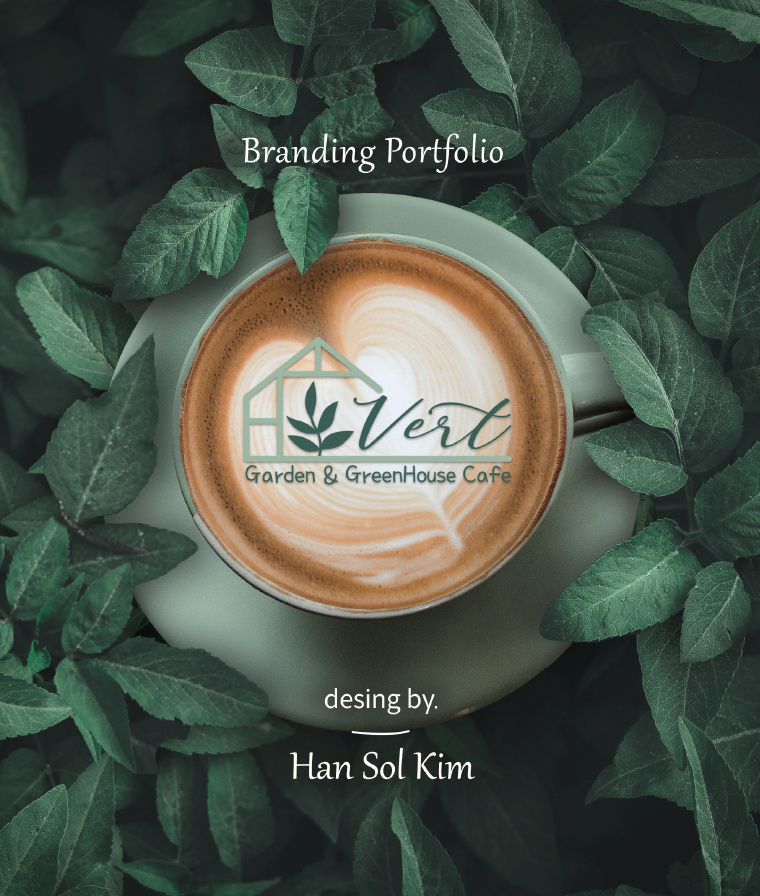 Branding Portfolio
Vert
Garden & GreenHouse Cafe
desing by.
Han Sol Kim